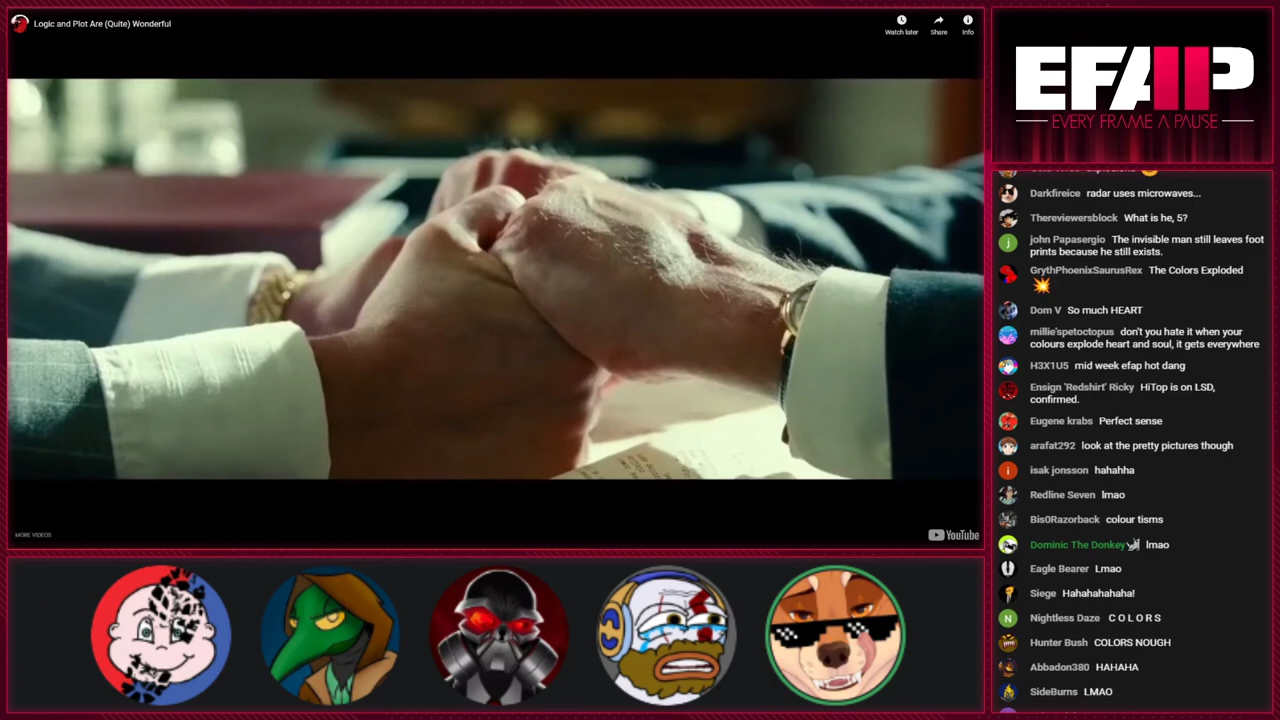 Logic and Plot Are (Quite) Wonderful
Watch later
Share
Info
MORE VIDEOS
YouTube
EFAP
EVERY FRAME A PAUSE
Darkfireice radar uses microwaves...
Thereviewersblock What is he, 5?
j
john Papasergio The invisible man still leaves foot
prints because he still exists.
GrythPhoenixSaurusRex The Colors Exploded
Dom V So much HEART
millie'spetoctopus don't you hate it when your
colours explode heart and soul, it gets everywhere
H3X1U5 mid week efap hot dang
Ensign 'Redshirt' Ricky HiTop is on LSD,
confirmed.
Eugene krabs Perfect sense
arafat292 look at the pretty pictures though
i
isak jonsson hahahha
Redline Seven lmao
Bis0Razorback colour tisms
Dominic The Donkey lmao
Eagle Bearer Lmao
Siege Hahahahahaha!
N
Nightless Daze C O L O R S
Hunter Bush COLORS NOUGH
Abbadon380 HAHAHA
SideBurns LMAO